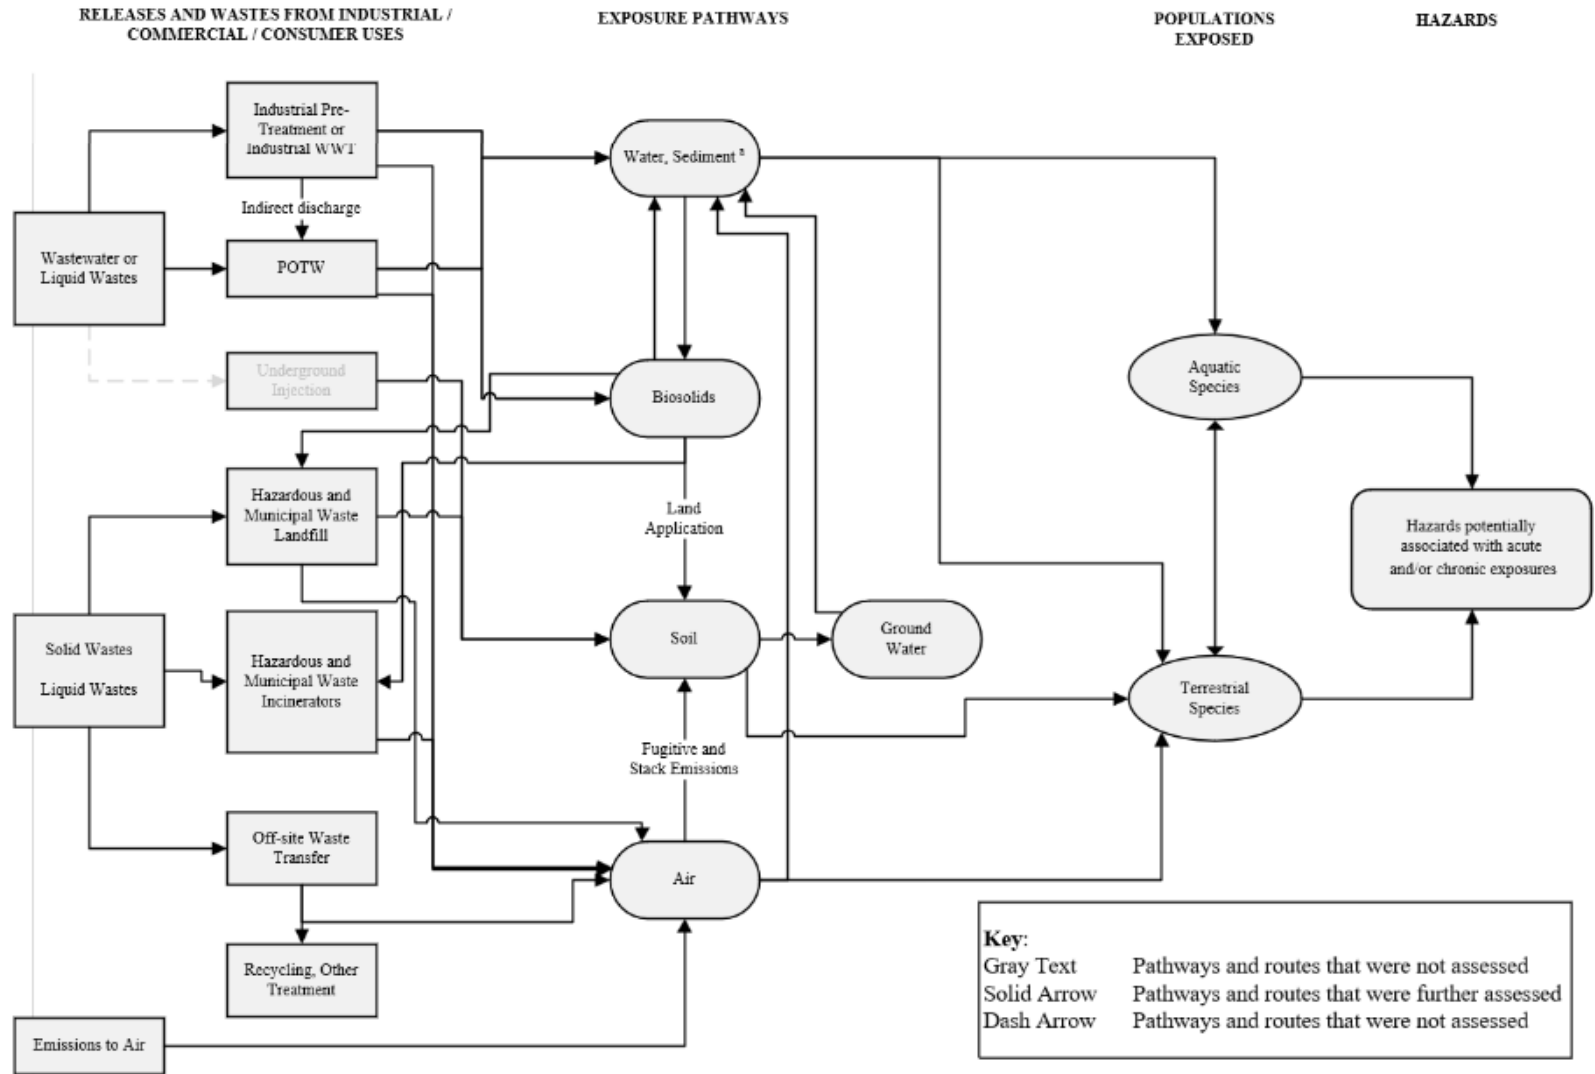 RELEASES AND WASTES FROM INDUSTRIAL /
COMMERCIAL / CONSUMER USES
EXPOSURE PATHWAYS
POPULATIONS
EXPOSED
HAZARDS
Industrial Pre-
Treatment or
Industrial WWT
Indirect discharge
Wastewater or
Liquid Wastes
POTW
Underground
Injection
Hazardous and
Municipal Waste
Landfill
Solid Wastes
Liquid Wastes
Hazardous and
Municipal Waste
Incinerators
Off-site Waste
Transfer
Recycling, Other
Treatment
Emissions to Air
Water, Sediment a
Biosolids
Land
Application
Soil
Ground
Water
Fugitive and
Stack Emissions
Air
Aquatic
Species
Terrestrial
Species
Hazards potentially
associated with acute
and/or chronic exposures
Key:
Gray Text Pathways and routes that were not assessed
Solid Arrow Pathways and routes that were further assessed
Dash Arrow Pathways and routes that were not assessed